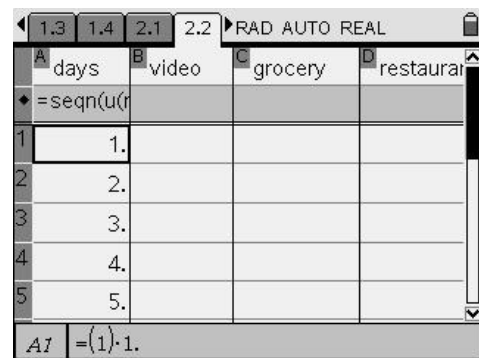 1.3 1.4 2.1 2.2 RAD AUTO REAL
A days B video C grocery D restaurar
◆ =seqn(u(r
1 1.
2 2.
3 3.
4 4.
5 5.
A1 =(1)·1.